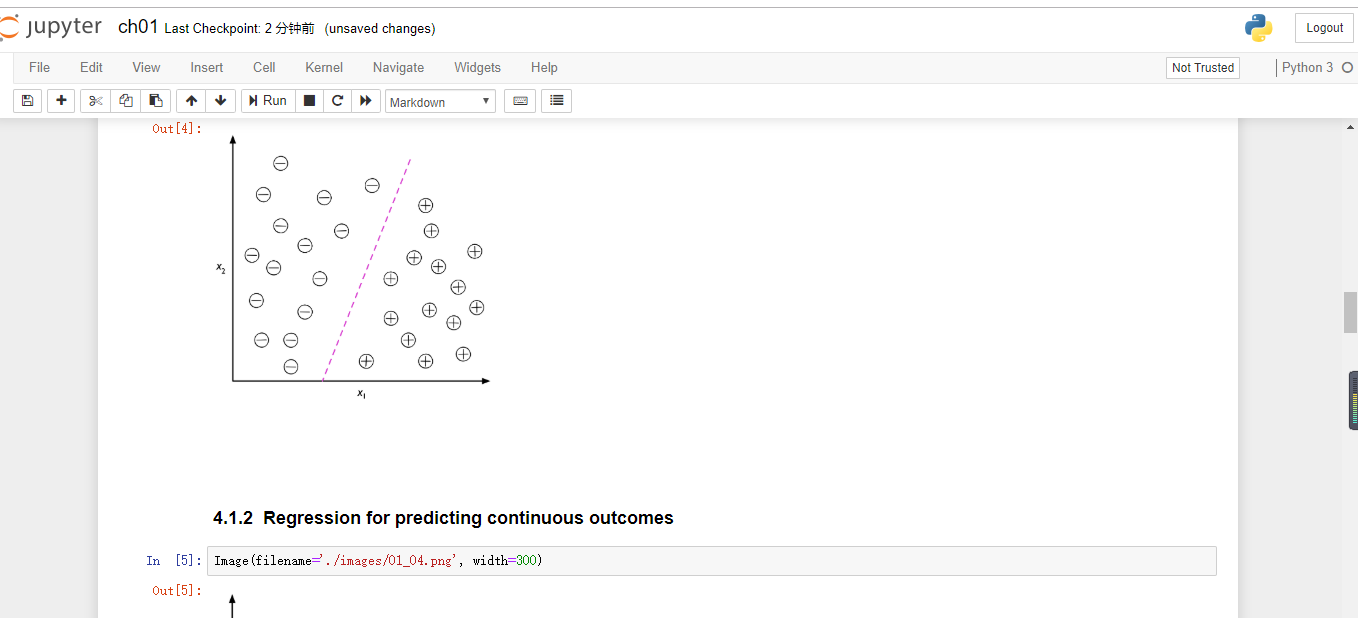 jupyter ch01 Last Checkpoint: 2 分钟前 (unsaved changes) Logout
File Edit View Insert Cell Kernel Navigate Widgets Help Not Trusted Python 3
Run Markdown
Out[4]:
x2
x1
4.1.2 Regression for predicting continuous outcomes
In [5]: Image(filename='./images/01_04.png', width=300)
Out[5]: